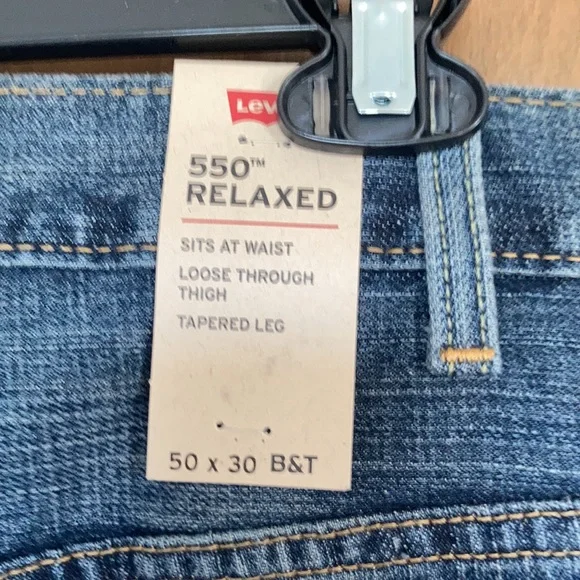 Lev
550™
RELAXED
SITS AT WAIST
LOOSE THROUGH
THIGH
TAPERED LEG
50 x 30 B&T